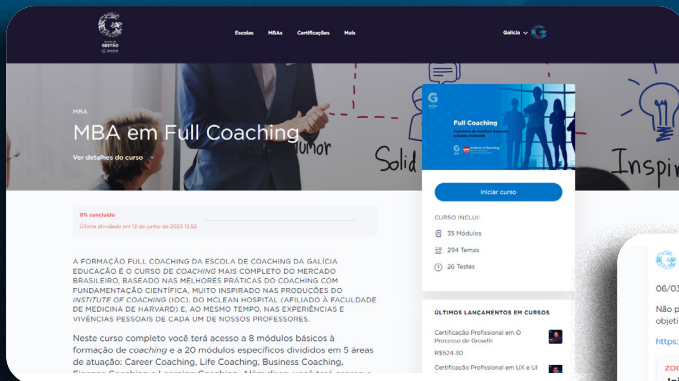 GESTÃO
Escolas MBAs Certificações Mais
Galícia
MBA
MBA em Full Coaching
Ver detalhes do curso
umor
Solid
Inspir
Full Coaching
Institute of Coaching
Iniciar curso
CURSO INCLUI:
35 Módulos
294 Temas
26 Testes
0% concluído
Última atividade em 13 de junho de 2023 13:52
A FORMAÇÃO FULL COACHING DA ESCOLA DE COACHING DA GALÍCIA
EDUCAÇÃO É O CURSO DE COACHING MAIS COMPLETO DO MERCADO
BRASILEIRO, BASEADO NAS MELHORES PRÁTICAS DO COACHING COM
FUNDAMENTAÇÃO CIENTÍFICA, MUITO INSPIRADO NAS PRODUÇÕES DO
INSTITUTE OF COACHING (IOC), DO MCLEAN HOSPITAL (AFILIADO À FACULDADE
DE MEDICINA DE HARVARD) E, AO MESMO TEMPO, NAS EXPERIÊNCIAS E
VIVÊNCIAS PESSOAIS DE CADA UM DE NOSSOS PROFESSORES.
Neste curso completo você terá acesso a 8 módulos básicos à
formação de coaching e a 20 módulos específicos divididos em 5 áreas
de atuação: Career Coaching, Life Coaching, Business Coaching,
ÚLTIMOS LANÇAMENTOS EM CURSOS
Certificação Profissional em O
Processo de Growth
R$524.30
Certificação Profissional em UX e UI
06/03
Não p
objeti
https:
ZOO